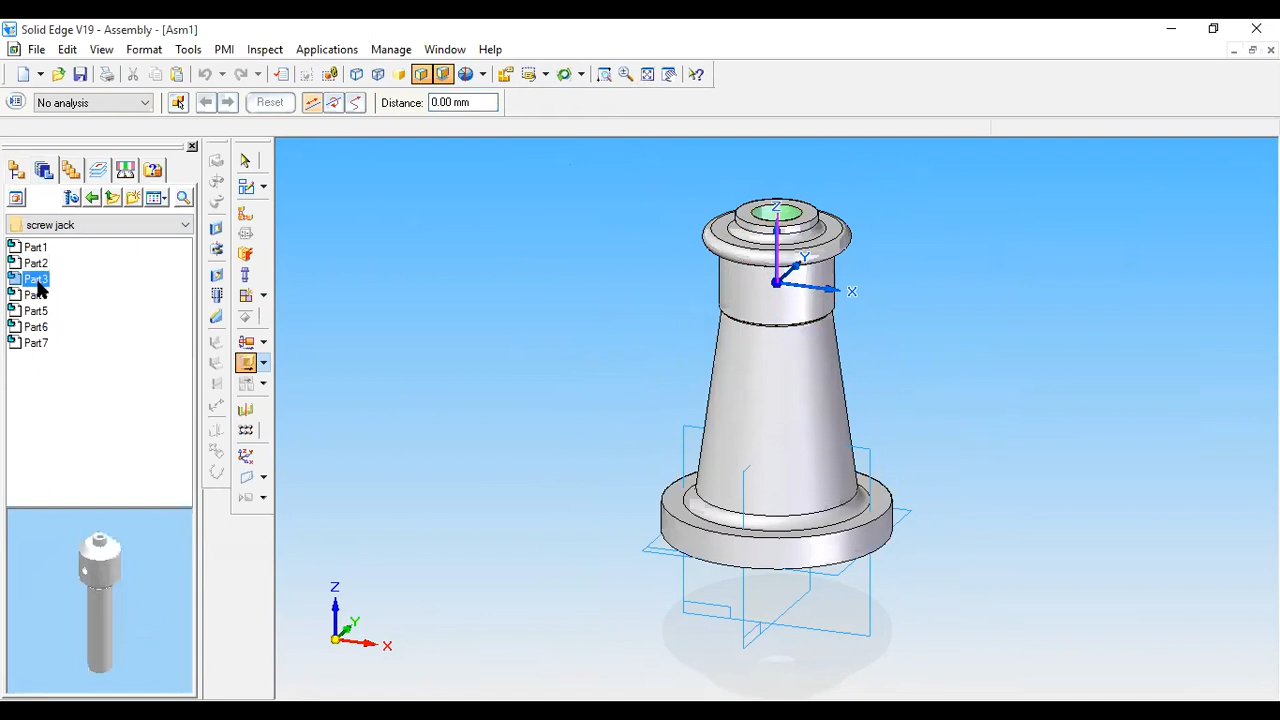 Solid Edge V19 - Assembly - [Asm1]
File Edit View Format Tools PMI Inspect Applications Manage Window Help
No analysis Reset Distance: 0.00 mm
screw jack
Part1
Part2
Part3
Part5
Part6
Part7
Z
Y
X
Z
Y
X